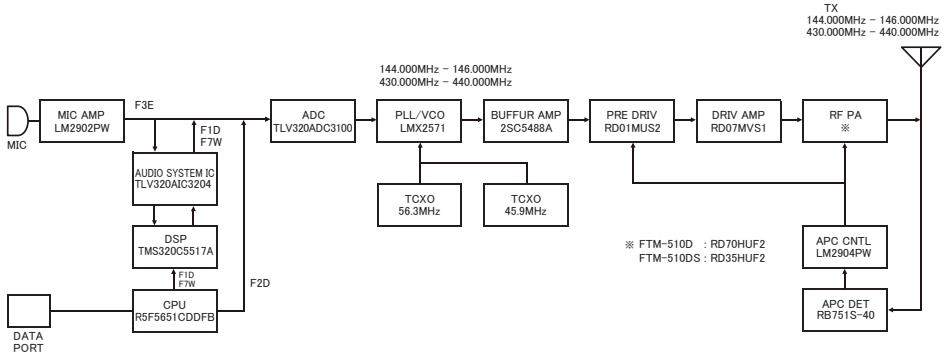 TX
144.000MHz - 146.000MHz
430.000MHz - 440.000MHz
144.000MHz - 146.000MHz
430.000MHz - 440.000MHz
MIC
MIC AMP
LM2902PW
F3E
F1D
F7W
ADC
TLV320ADC3100
PLL/VCO
LMX2571
BUFFUR AMP
2SC5488A
PRE DRIV
RD01MUS2
DRIV AMP
RD07MVS1
RF PA
※
AUDIO SYSTEM IC
TLV320AIC3204
TCXO
56.3MHz
TCXO
45.9MHz
DSP
TMS320C5517A
※ FTM-510D : RD70HUF2
FTM-510DS : RD35HUF2
APC CNTL
LM2904PW
F1D
F7W
F2D
CPU
R5F5651CDDFB
APC DET
RB751S-40
DATA
PORT